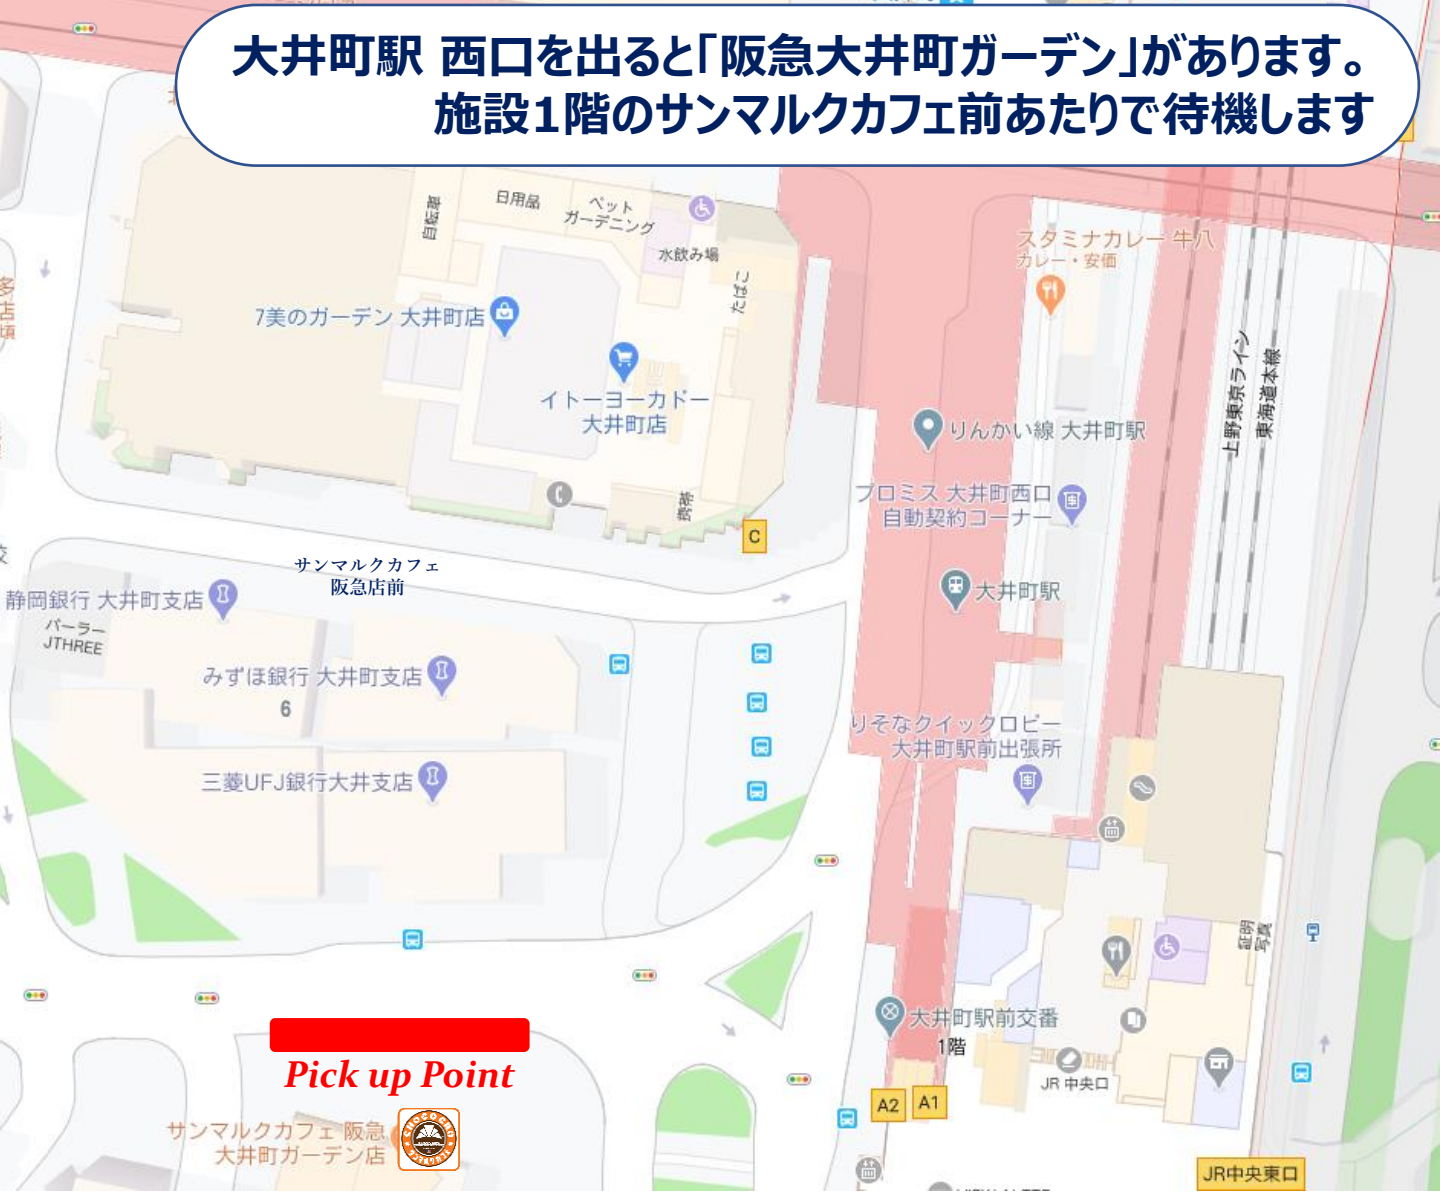 大井町駅 西口を出ると「阪急大井町ガーデン」があります。
施設1階のサンマルクカフェ前あたりで待機します
自転車
日用品
ペット
ガーデニング
水飲み場
たばこ
スタミナカレー 牛八
カレー・安価
7美のガーデン 大井町店
イトーヨーカドー
大井町店
上野東京ライン
東海道本線
りんかい線 大井町駅
プロミス 大井町西口
自動契約コーナー
携帯
C
サンマルクカフェ
阪急店前
大井町駅
静岡銀行 大井町支店
パーラー
JTHREE
みずほ銀行 大井町支店
6
りそなクイックロビー
大井町駅前出張所
三菱UFJ銀行大井支店
証明
写真
大井町駅前交番
1階
JR 中央口
Pick up Point
A2
A1
サンマルクカフェ 阪急
大井町ガーデン店
CHOCO CRO
JR中央東口